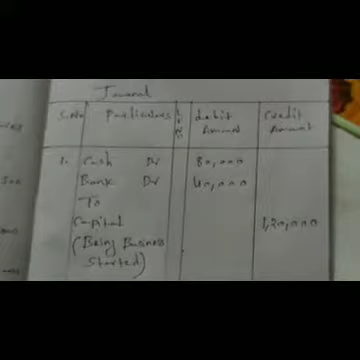 Journal
S.No Particulars L.F. No debit Amount Credit Amount
1. Cash Dr 80,000
Bank Dr 40,000
To
Capital 1,20,000
(Being Business
Started)